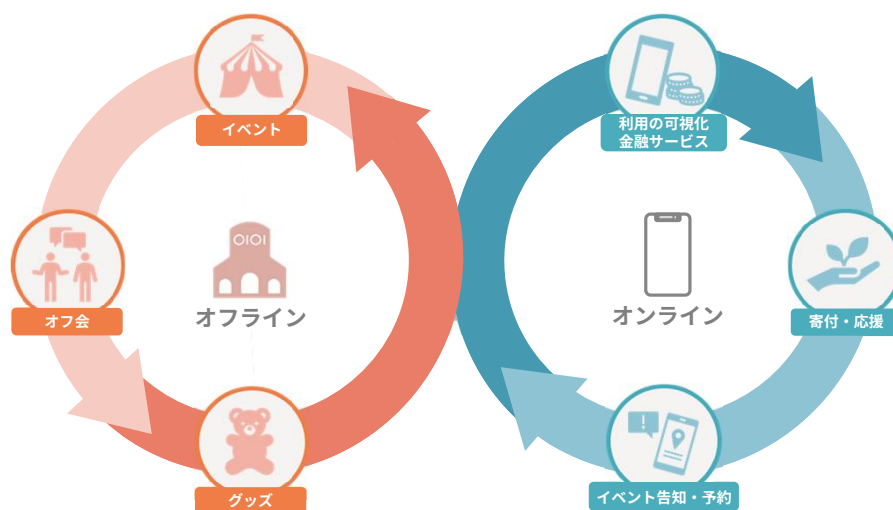 イベント
利用の可視化
金融サービス
OIOI
オフ会
オフライン
オンライン
寄付・応援
グッズ
!
イベント告知・予約